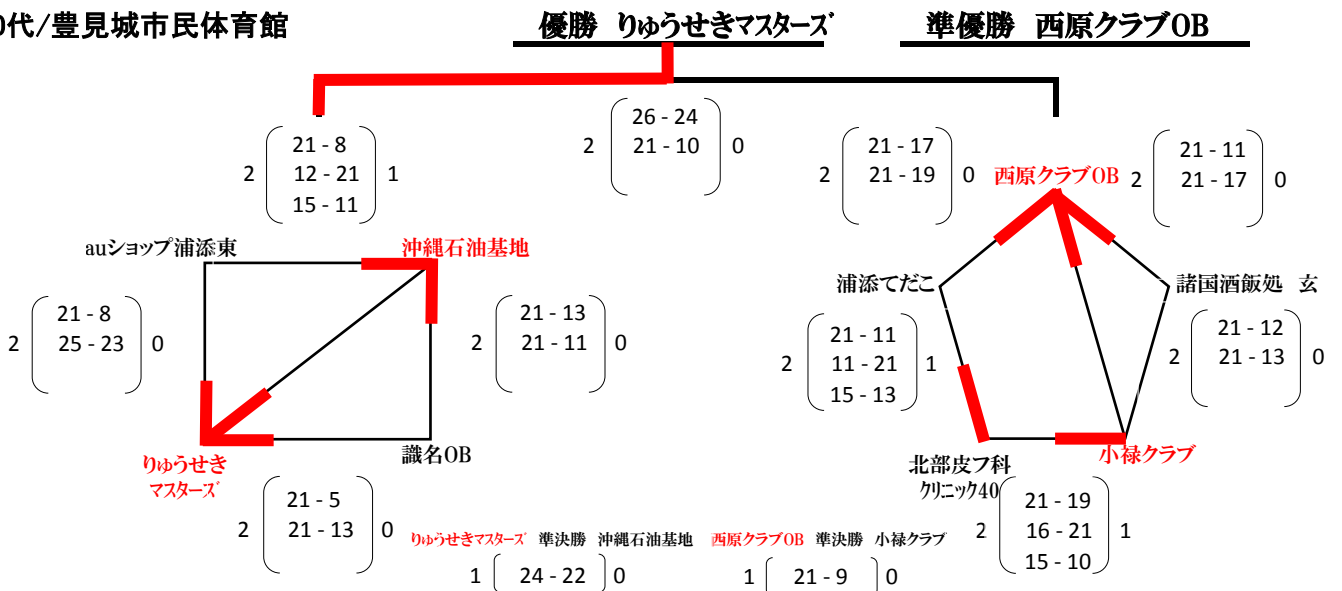 0代/豊見城市民体育館
優勝 りゅうせきマスターズ
準優勝 西原クラブOB
26 - 24
2 21 - 10 0
21 - 8
2 12 - 21 1
15 - 11
21 - 17
2 21 - 19 0
西原クラブOB
21 - 11
2 21 - 17 0
auショップ浦添東
沖縄石油基地
浦添てだこ
諸国酒飯処 玄
21 - 8
2 25 - 23 0
21 - 13
2 21 - 11 0
21 - 11
2 11 - 21 1
15 - 13
21 - 12
2 21 - 13 0
りゅうせき
マスターズ
識名OB
北部皮フ科
クリニック40
小禄クラブ
21 - 5
2 21 - 13 0
21 - 19
2 16 - 21 1
15 - 10
りゅうせきマスターズ 準決勝 沖縄石油基地
1 24 - 22 0
西原クラブOB 準決勝 小禄クラブ
1 21 - 9 0